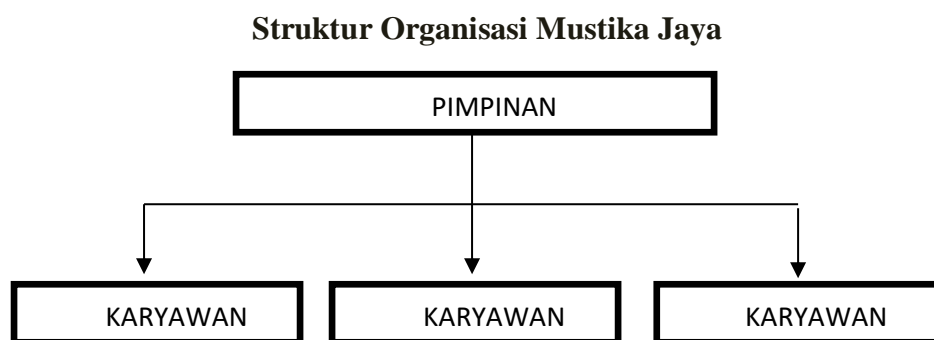 Struktur Organisasi Mustika Jaya
PIMPINAN
KARYAWAN KARYAWAN KARYAWAN